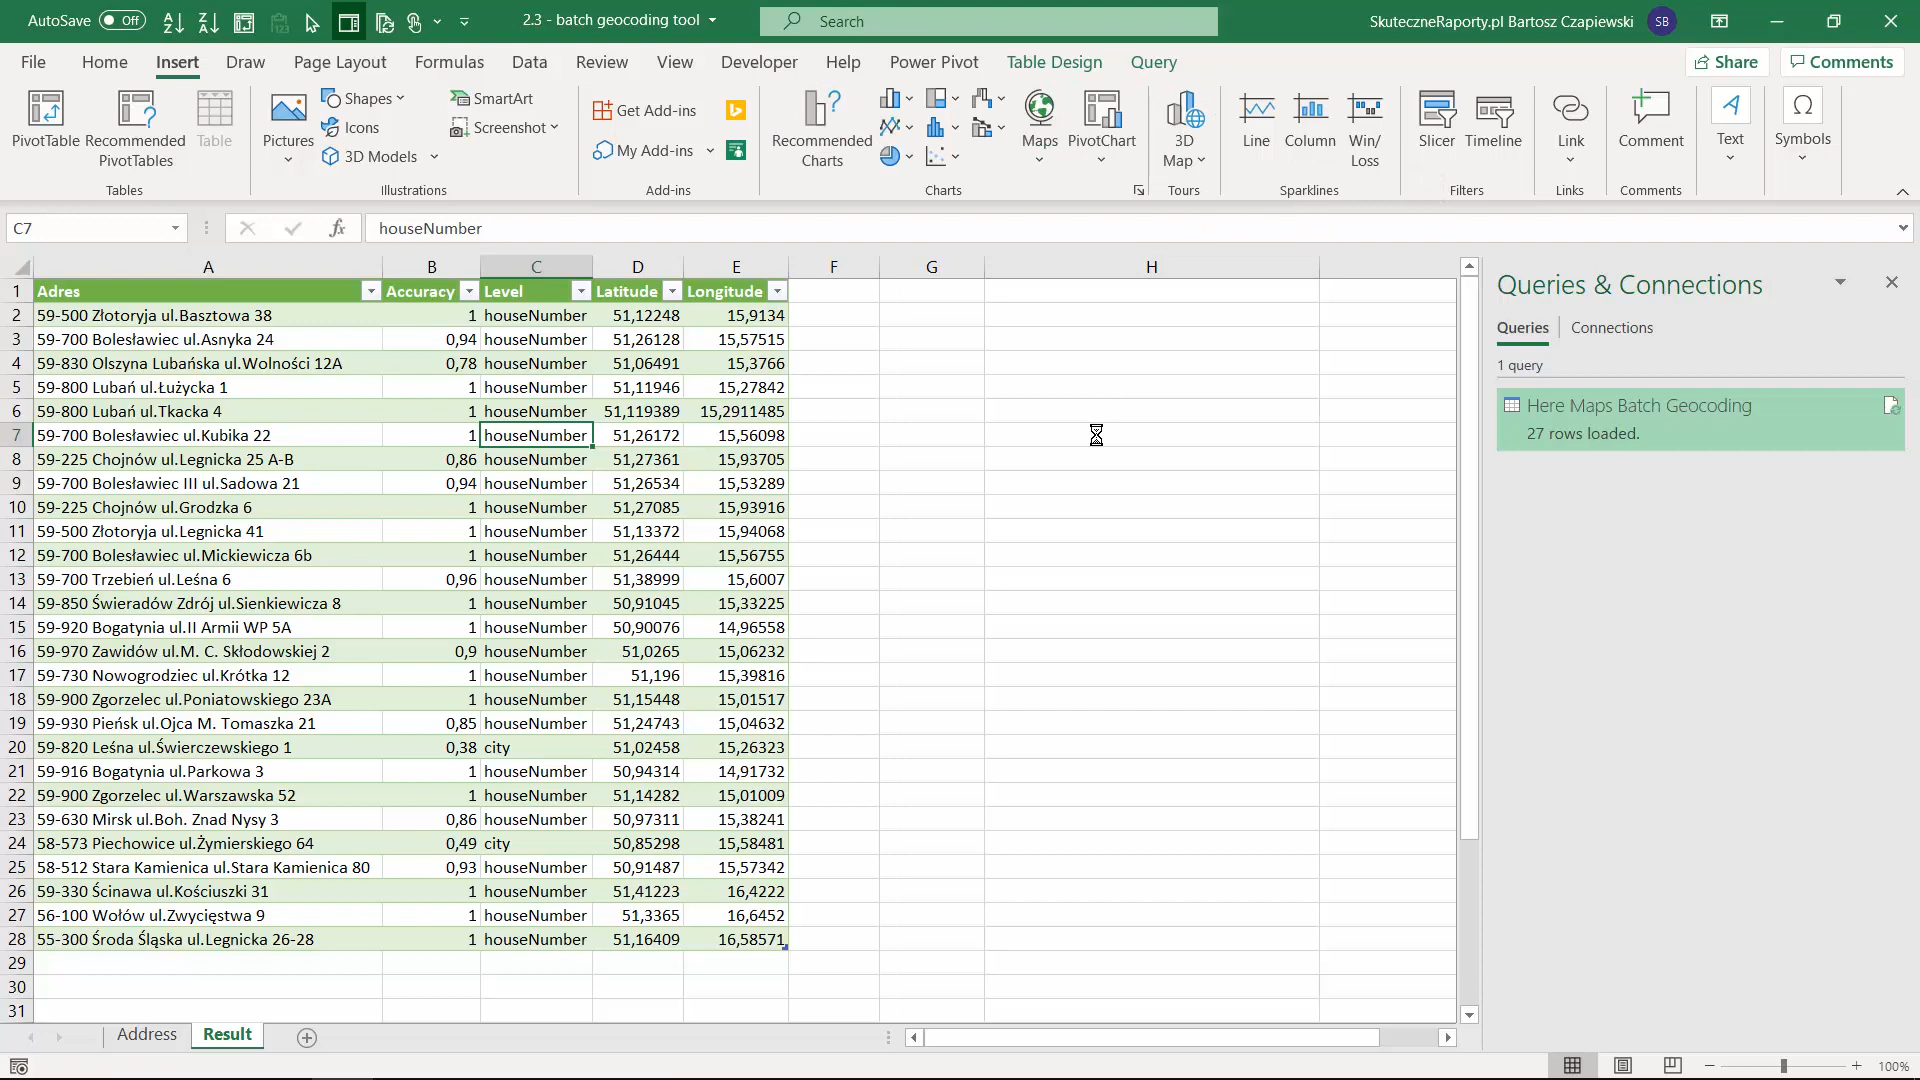 AutoSave Off 2.3 - batch geocoding tool Search SkuteczneRaporty.pl Bartosz Czapiewski SB
File Home Insert Draw Page Layout Formulas Data Review View Developer Help Power Pivot Table Design Query Share Comments
PivotTable Recommended PivotTables Table Pictures Shapes Icons 3D Models SmartArt Screenshot Get Add-ins My Add-ins Recommended Charts Maps PivotChart 3D Map Line Column Win/Loss Slicer Timeline Link Comment Text Symbols
Tables Illustrations Add-ins Charts Tours Sparklines Filters Links Comments
C7 fx houseNumber
A B C D E F G H
1 Adres Accuracy Level Latitude Longitude
2 59-500 Złotoryja ul.Basztowa 38 1 houseNumber 51,12248 15,9134
3 59-700 Bolesławiec ul.Asnyka 24 0,94 houseNumber 51,26128 15,57515
4 59-830 Olszyna Lubańska ul.Wolności 12A 0,78 houseNumber 51,06491 15,3766
5 59-800 Lubań ul.Łużycka 1 1 houseNumber 51,11946 15,27842
6 59-800 Lubań ul.Tkacka 4 1 houseNumber 51,119389 15,2911485
7 59-700 Bolesławiec ul.Kubika 22 1 houseNumber 51,26172 15,56098
8 59-225 Chojnów ul.Legnicka 25 A-B 0,86 houseNumber 51,27361 15,93705
9 59-700 Bolesławiec III ul.Sadowa 21 0,94 houseNumber 51,26534 15,53289
10 59-225 Chojnów ul.Grodzka 6 1 houseNumber 51,27085 15,93916
11 59-500 Złotoryja ul.Legnicka 41 1 houseNumber 51,13372 15,94068
12 59-700 Bolesławiec ul.Mickiewicza 6b 1 houseNumber 51,26444 15,56755
13 59-700 Trzebień ul.Leśna 6 0,96 houseNumber 51,38999 15,6007
14 59-850 Świeradów Zdrój ul.Sienkiewicza 8 1 houseNumber 50,91045 15,33225
15 59-920 Bogatynia ul.II Armii WP 5A 1 houseNumber 50,90076 14,96558
16 59-970 Zawidów ul.M. C. Skłodowskiej 2 0,9 houseNumber 51,0265 15,06232
17 59-730 Nowogrodziec ul.Krótka 12 1 houseNumber 51,196 15,39816
18 59-900 Zgorzelec ul.Poniatowskiego 23A 1 houseNumber 51,15448 15,01517
19 59-930 Pieńsk ul.Ojca M. Tomaszka 21 0,85 houseNumber 51,24743 15,04632
20 59-820 Leśna ul.Świerczewskiego 1 0,38 city 51,02458 15,26323
21 59-916 Bogatynia ul.Parkowa 3 1 houseNumber 50,94314 14,91732
22 59-900 Zgorzelec ul.Warszawska 52 1 houseNumber 51,14282 15,01009
23 59-630 Mirsk ul.Boh. Znad Nysy 3 0,86 houseNumber 50,97311 15,38241
24 58-573 Piechowice ul.Żymierskiego 64 0,49 city 50,85298 15,58481
25 58-512 Stara Kamienica ul.Stara Kamienica 80 0,93 houseNumber 50,91487 15,57342
26 59-330 Ścinawa ul.Kościuszki 31 1 houseNumber 51,41223 16,4222
27 56-100 Wołów ul.Zwycięstwa 9 1 houseNumber 51,3365 16,6452
28 55-300 Środa Śląska ul.Legnicka 26-28 1 houseNumber 51,16409 16,58571
29
30
31
Queries & Connections
Queries Connections
1 query
Here Maps Batch Geocoding
27 rows loaded.
Address Result
100%